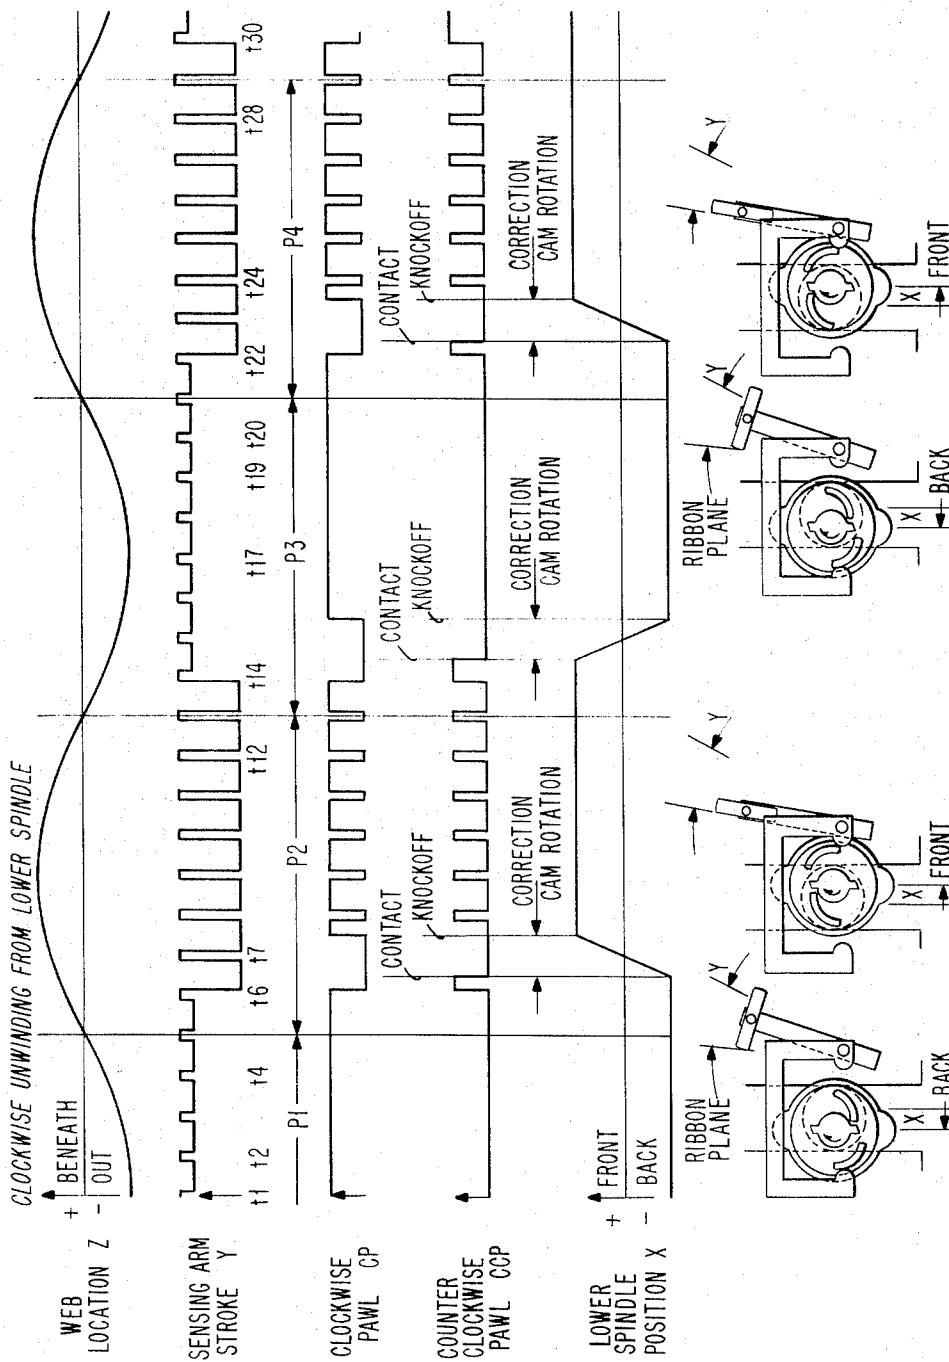 CLOCKWISE UNWINDING FROM LOWER SPINDLE
WEB
LOCATION Z
+
-
BENEATH
OUT
SENSING ARM
STROKE Y
t1
t2
t4
t6
t7
t12
t14
t17
t19
t20
t22
t24
t28
t30
P1
P2
P3
P4
CLOCKWISE
PAWL CP
CONTACT
KNOCKOFF
CONTACT
KNOCKOFF
CONTACT
KNOCKOFF
COUNTER
CLOCKWISE
PAWL CCP
CORRECTION
CAM ROTATION
CORRECTION
CAM ROTATION
CORRECTION
CAM ROTATION
LOWER
SPINDLE
POSITION X
+
-
FRONT
BACK
RIBBON
PLANE
Y
Y
RIBBON
PLANE
Y
Y
X
BACK
X
FRONT
X
BACK
X
FRONT